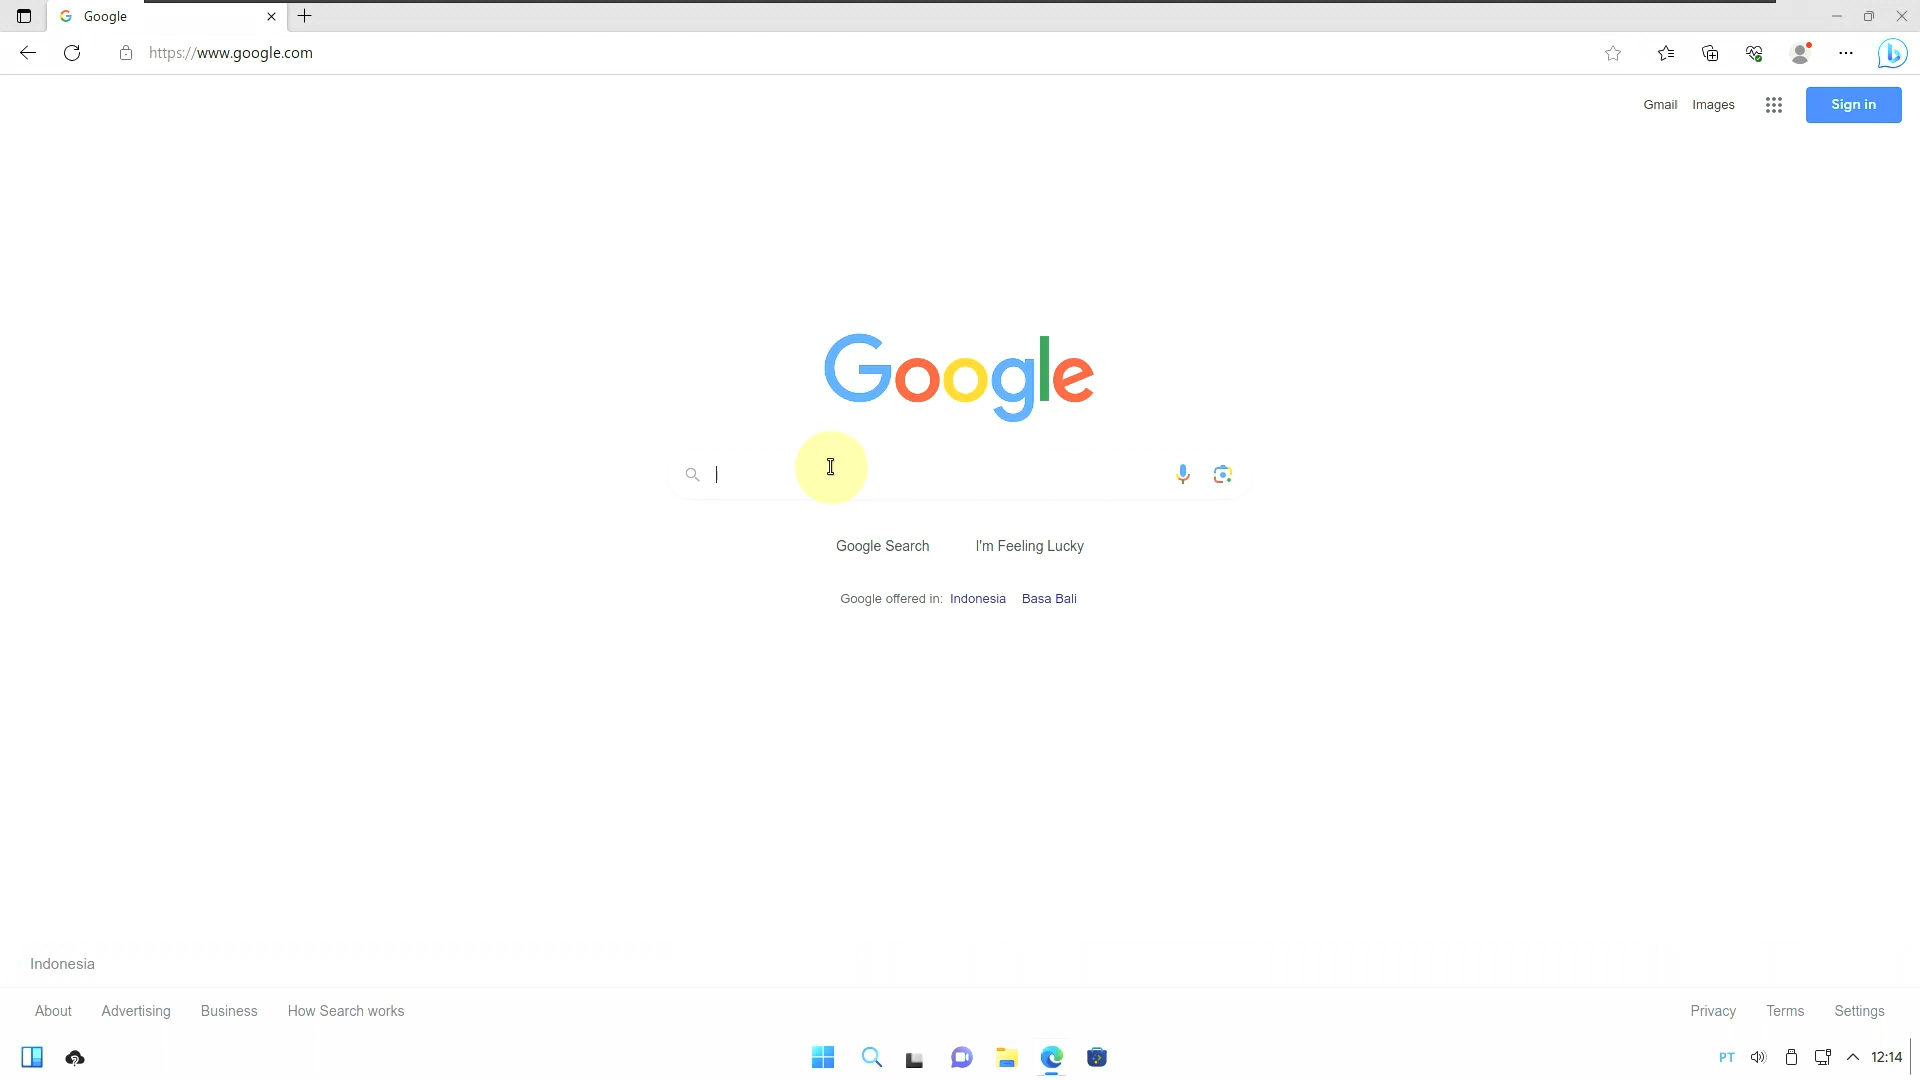 Google
https://www.google.com
Gmail Images Sign in
Google
Google Search I'm Feeling Lucky
Google offered in: Indonesia Basa Bali
Indonesia
About Advertising Business How Search works Privacy Terms Settings
PT 12:14